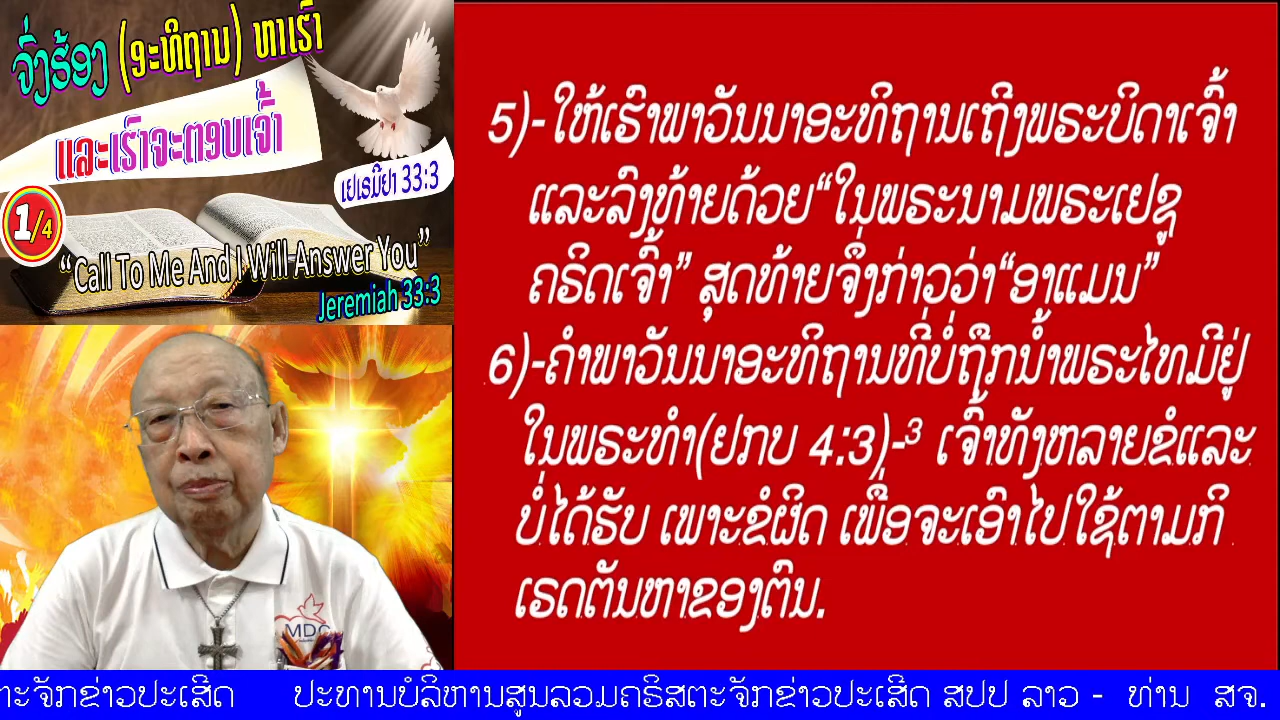 ຈົ່ງຮ້ອງ (ອະທິຖານ) ຫາເຮົາ
ແລະເຮົາຈະຕອບເຈົ້າ
ເຢເຣມີຢາ 33:3
1/4
“Call To Me And I Will Answer You”
Jeremiah 33:3
5)-ໃຫ້ເຮົາພາວັນນາອະທິຖານເຖີງພຣະບິດາເຈົ້າ
ແລະລົງທ້າຍດ້ວຍ“ໃນພຣະນາມພຣະເຢຊູ
ຄຣິດເຈົ້າ” ສຸດທ້າຍຈຶ່ງກ່າວວ່າ“ອາແມນ”
6)-ຄຳພາວັນນາອະທິຖານທີ່ບໍ່ຖືກນ້ຳພຣະໄທມີຢູ່
ໃນພຣະທຳ(ຢກບ 4:3)-³ ເຈົ້າທັງຫລາຍຂໍແລະ
ບໍ່ໄດ້ຮັບ ເພາະຂໍຜິດ ເພື່ອຈະເອົາໄປໃຊ້ຕາມກິ
ເຣດຕັນຫາຂອງຕົນ.
MDC
ຕະຈັກຂ່າວປະເສີດ ປະທານບໍລິຫານສູນລວມຄຣິສຕະຈັກຂ່າວປະເສີດ ສປປ ລາວ - ທ່ານ ສຈ.